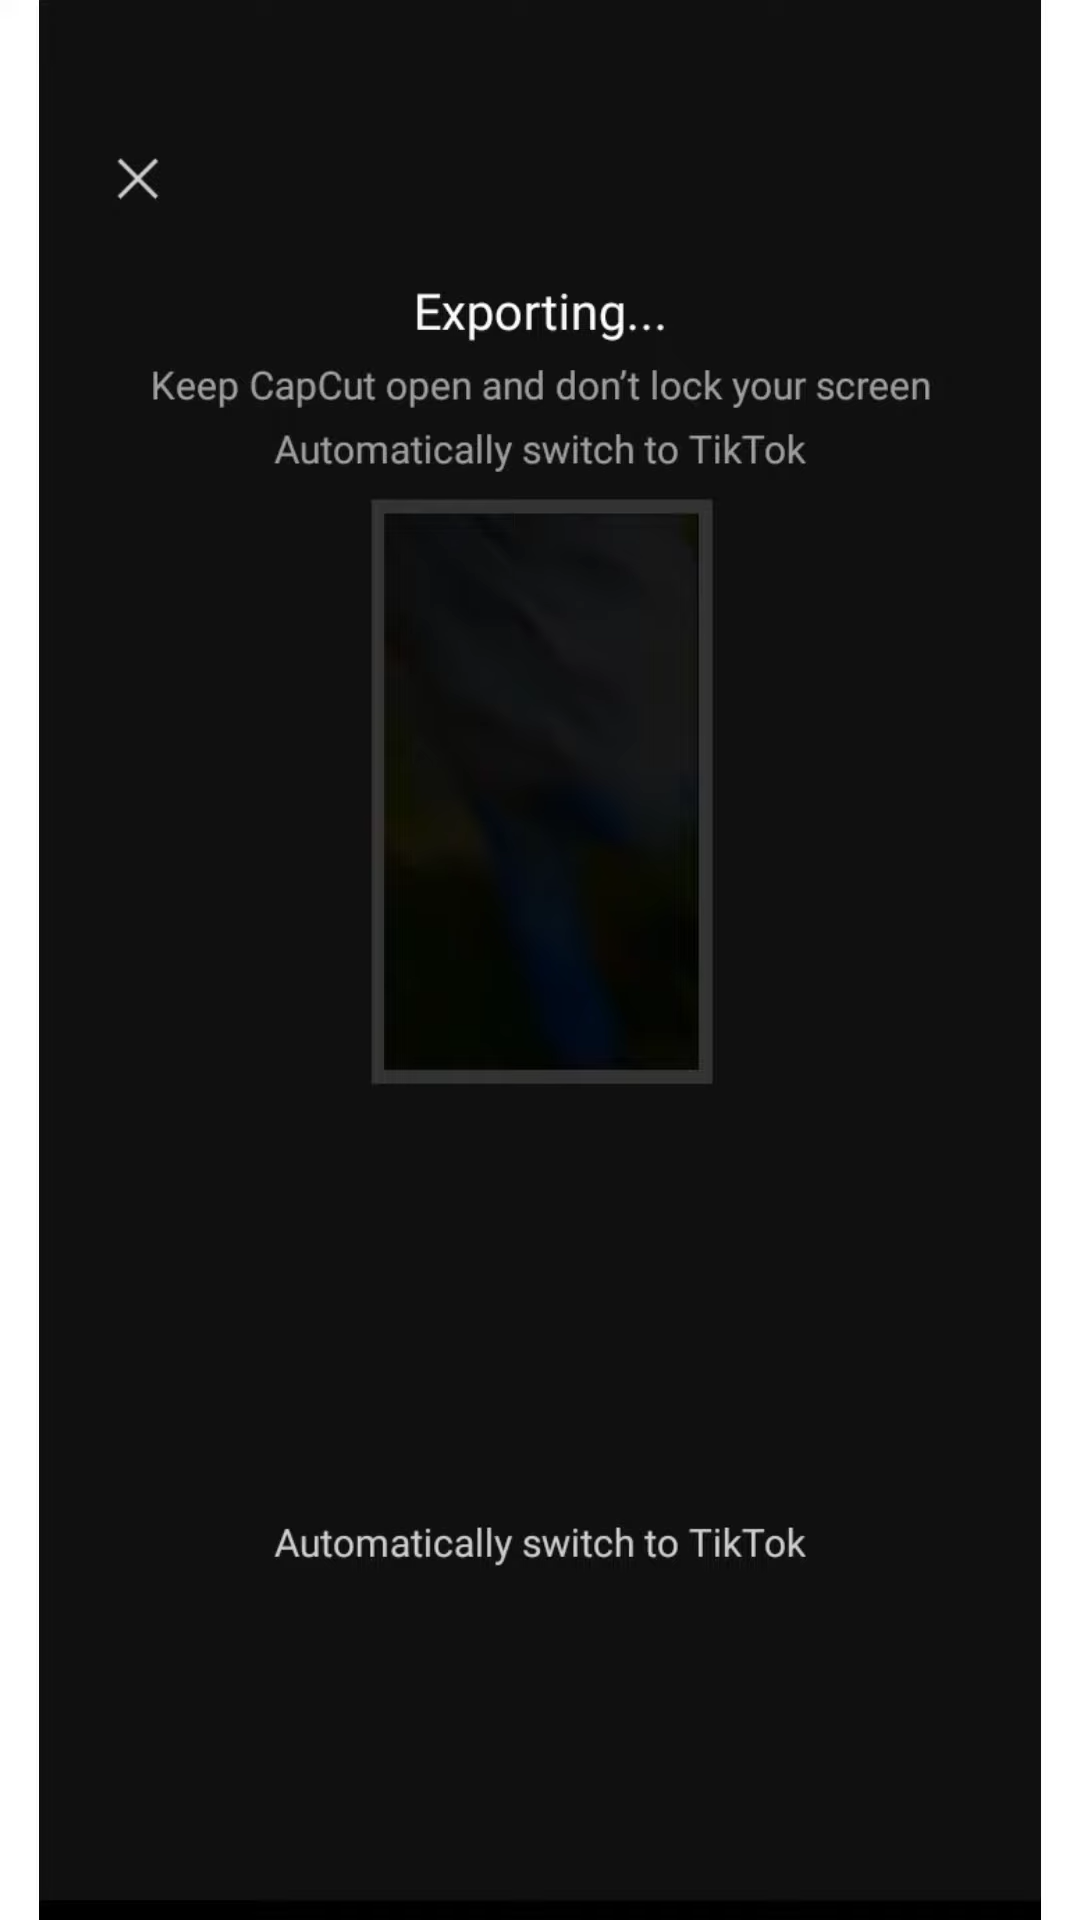 Exporting...
Keep CapCut open and don’t lock your screen
Automatically switch to TikTok
Automatically switch to TikTok